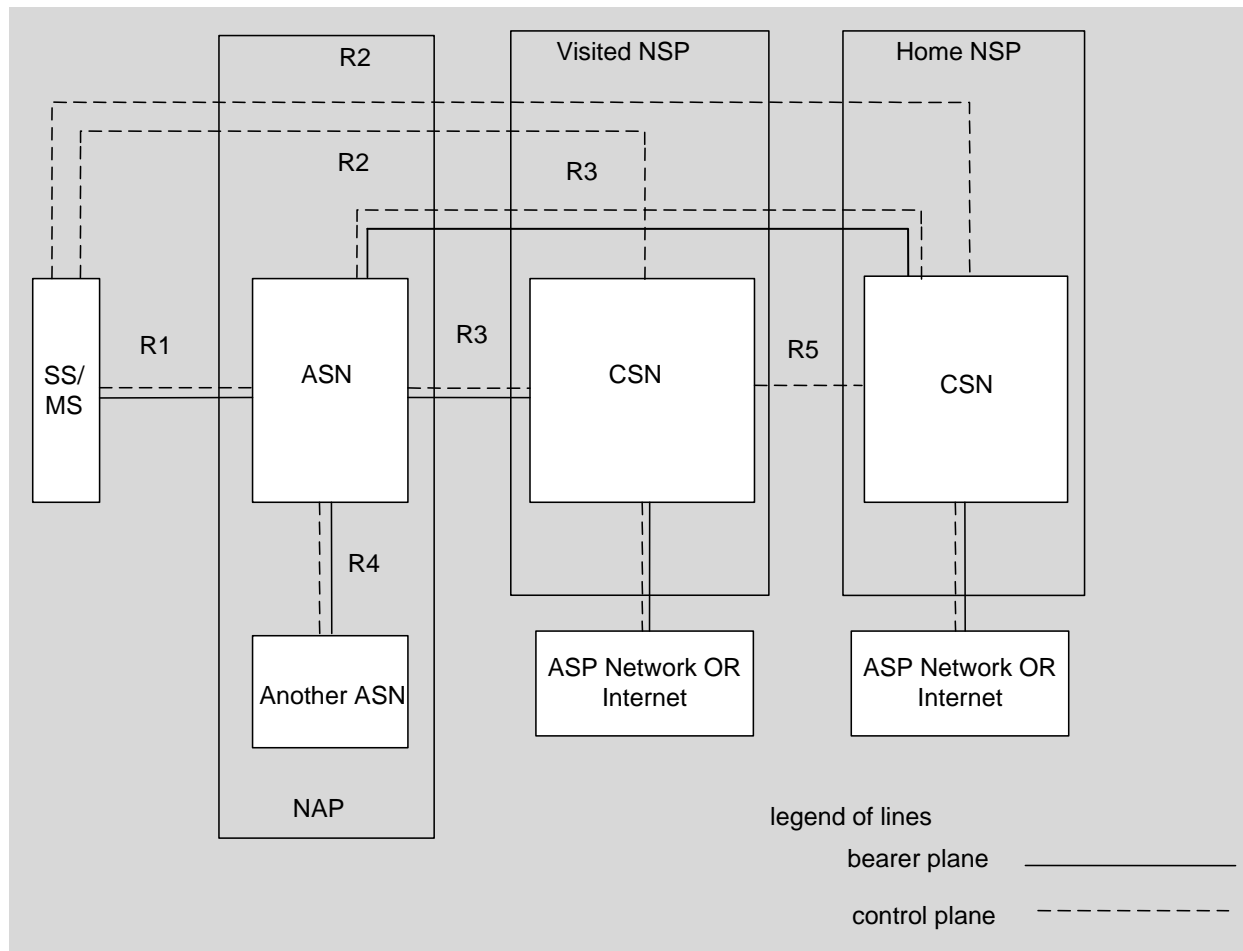 R2
Visited NSP
Home NSP
R2
R3
R1
R3
R5
SS/
MS
ASN
CSN
CSN
R4
Another ASN
ASP Network OR
Internet
ASP Network OR
Internet
NAP
legend of lines
bearer plane
control plane